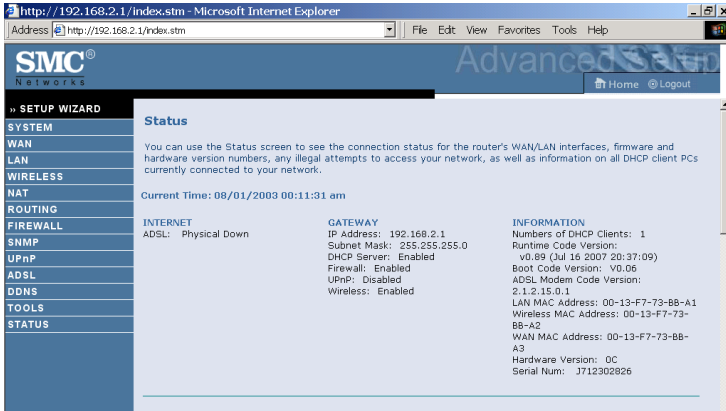 http://192.168.2.1/index.stm - Microsoft Internet Explorer
Address http://192.168.2.1/index.stm File Edit View Favorites Tools Help
SMC®
Networks
Advanced Setup
Home Logout
» SETUP WIZARD
SYSTEM
WAN
LAN
WIRELESS
NAT
ROUTING
FIREWALL
SNMP
UPnP
ADSL
DDNS
TOOLS
STATUS
Status
You can use the Status screen to see the connection status for the router's WAN/LAN interfaces, firmware and
hardware version numbers, any illegal attempts to access your network, as well as information on all DHCP client PCs
currently connected to your network.
Current Time: 08/01/2003 00:11:31 am
INTERNET
ADSL: Physical Down
GATEWAY
IP Address: 192.168.2.1
Subnet Mask: 255.255.255.0
DHCP Server: Enabled
Firewall: Enabled
UPnP: Disabled
Wireless: Enabled
INFORMATION
Numbers of DHCP Clients: 1
Runtime Code Version:
v0.89 (Jul 16 2007 20:37:09)
Boot Code Version: V0.06
ADSL Modem Code Version:
2.1.2.15.0.1
LAN MAC Address: 00-13-F7-73-BB-A1
Wireless MAC Address: 00-13-F7-73-
BB-A2
WAN MAC Address: 00-13-F7-73-BB-
A3
Hardware Version: 0C
Serial Num: J712302826